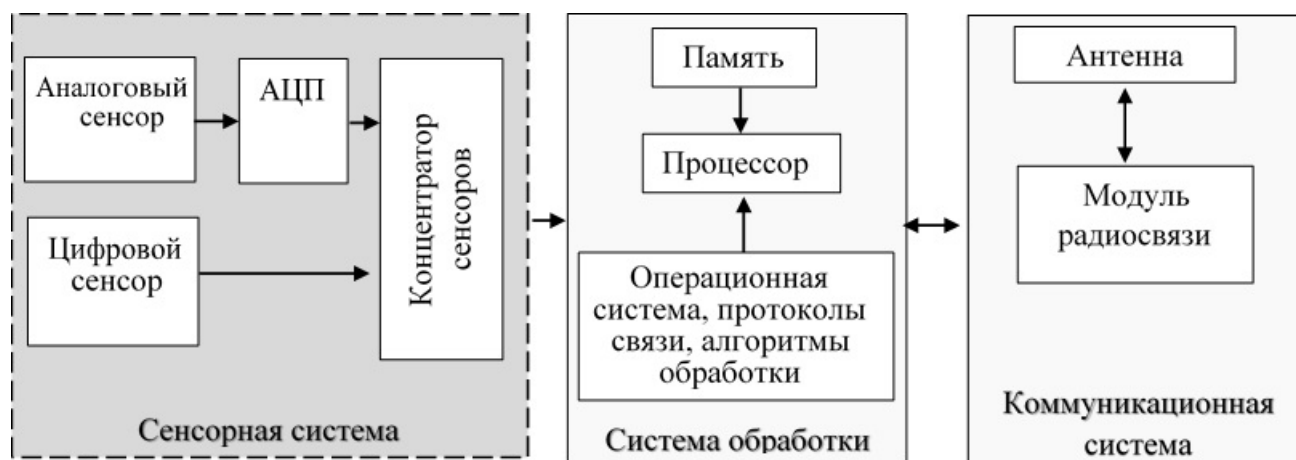 Аналоговый
сенсор
АЦП
Концентратор
сенсоров
Цифровой
сенсор
Сенсорная система
Память
Процессор
Операционная
система, протоколы
связи, алгоритмы
обработки
Система обработки
Антенна
Модуль
радиосвязи
Коммуникационная
система